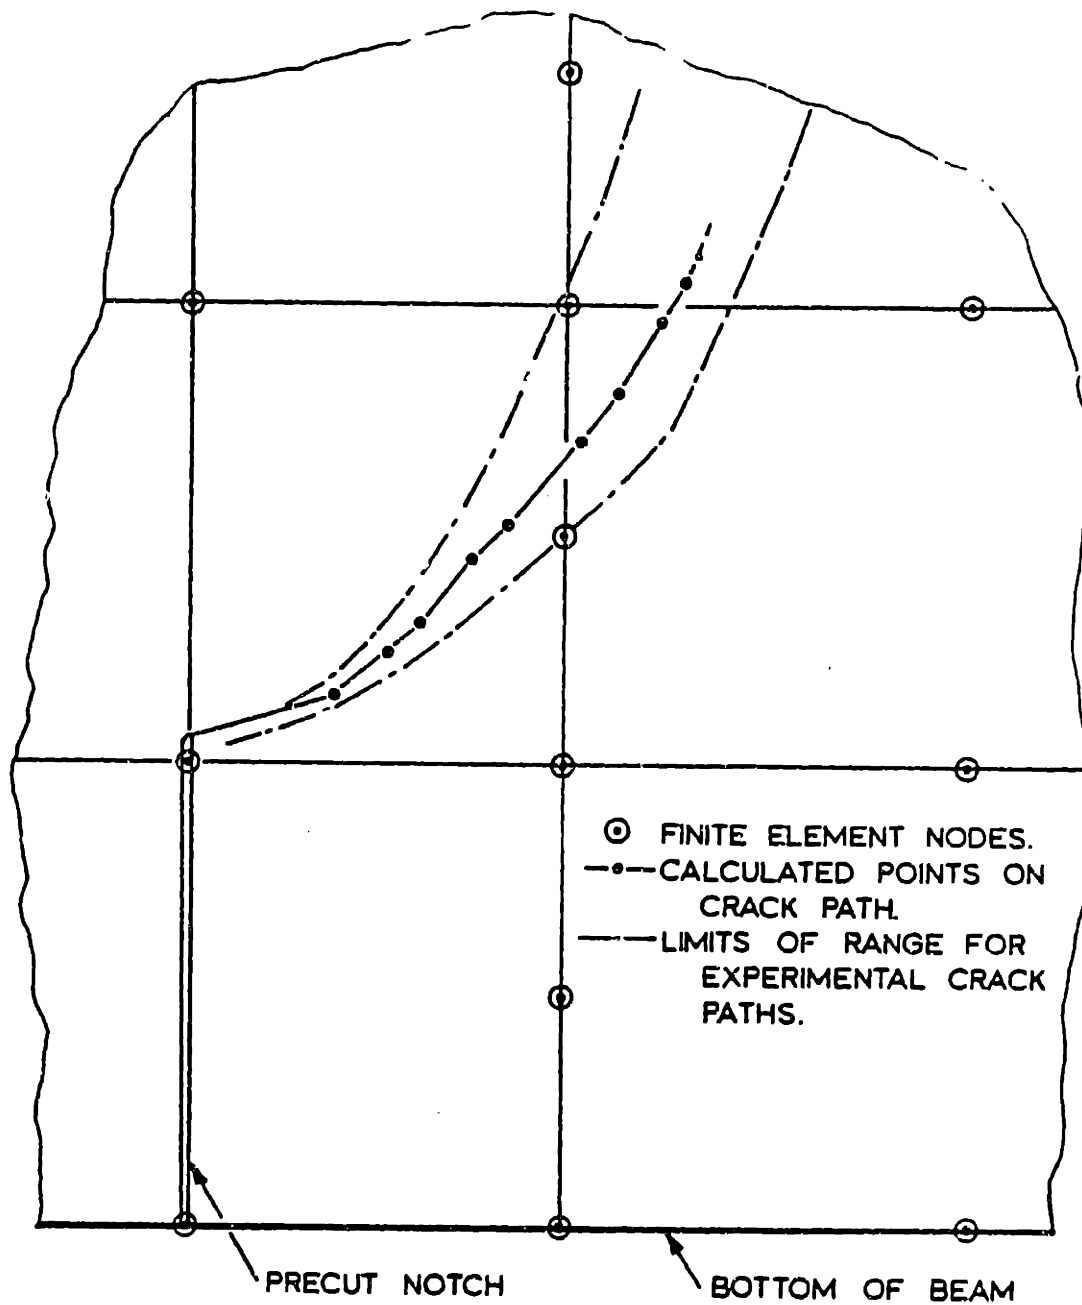 FINITE ELEMENT NODES.
CALCULATED POINTS ON
CRACK PATH.
LIMITS OF RANGE FOR
EXPERIMENTAL CRACK
PATHS.
PRECUT NOTCH
BOTTOM OF BEAM